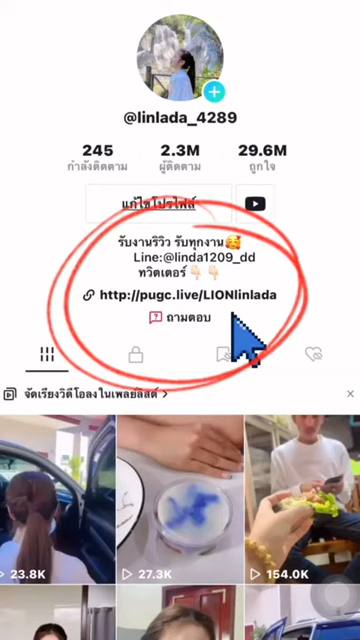 @linlada_4289
245 2.3M 29.6M
กำลังติดตาม ผู้ติดตาม ถูกใจ
แก้ไขโปรไฟล์
รับงานรีวิว รับทุกงาน🥰
Line:@linda1209_dd
ทวิตเตอร์👇🏻👇🏻
http://pugc.live/LIONlinlada
ถามตอบ
จัดเรียงวิดีโอลงในเพลย์ลิสต์ >
23.8K 27.3K 154.0K